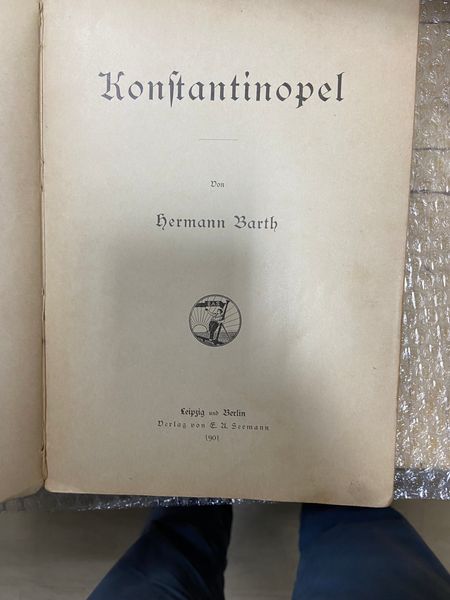 Konſtantinopel
Von
Hermann Barth
E.A.S.
Leipzig und Berlin
Verlag von E. A. Seemann
1901